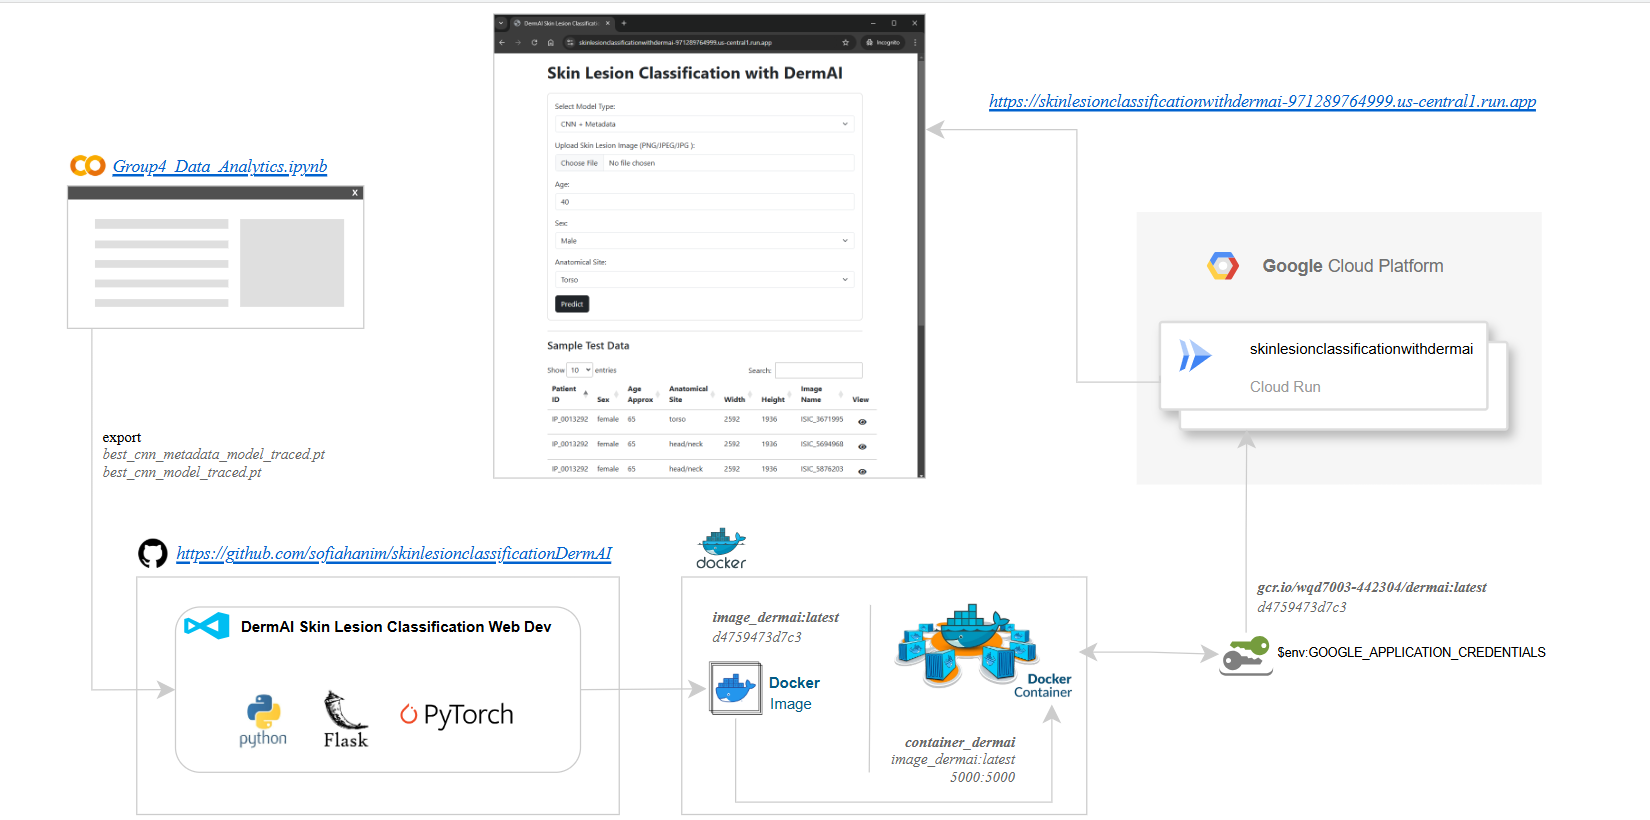 DermAI Skin Lesion Classificati
skinlesionclassificationwithdermai-971289764999.us-central1.run.app
Incognito
Skin Lesion Classification with DermAI
Select Model Type:
CNN + Metadata
Upload Skin Lesion Image (PNG/JPEG/JPG ):
Choose file No file chosen
Age:
40
Sex:
Male
Anatomical Site:
Torso
Predict
Sample Test Data
Show 10 entries Search:
Patient ID Sex Age Approx Anatomical Site Width Height Image Name View
IP_0013292 female 65 torso 2592 1936 ISIC_3671995
IP_0013292 female 65 head/neck 2592 1936 ISIC_5694968
IP_0013292 female 65 head/neck 2592 1936 ISIC_5876203
https://skinlesionclassificationwithdermai-971289764999.us-central1.run.app
Group4_Data_Analytics.ipynb
X
Google Cloud Platform
skinlesionclassificationwithdermai
Cloud Run
export
best_cnn_metadata_model_traced.pt
best_cnn_model_traced.pt
https://github.com/sofiahanim/skinlesionclassificationDermAI
DermAI Skin Lesion Classification Web Dev
python
Flask
PyTorch
docker
image_dermai:latest
d4759473d7c3
Docker
Image
Docker
Container
container_dermai
image_dermai:latest
5000:5000
gcr.io/wqd7003-442304/dermai:latest
d4759473d7c3
$env:GOOGLE_APPLICATION_CREDENTIALS